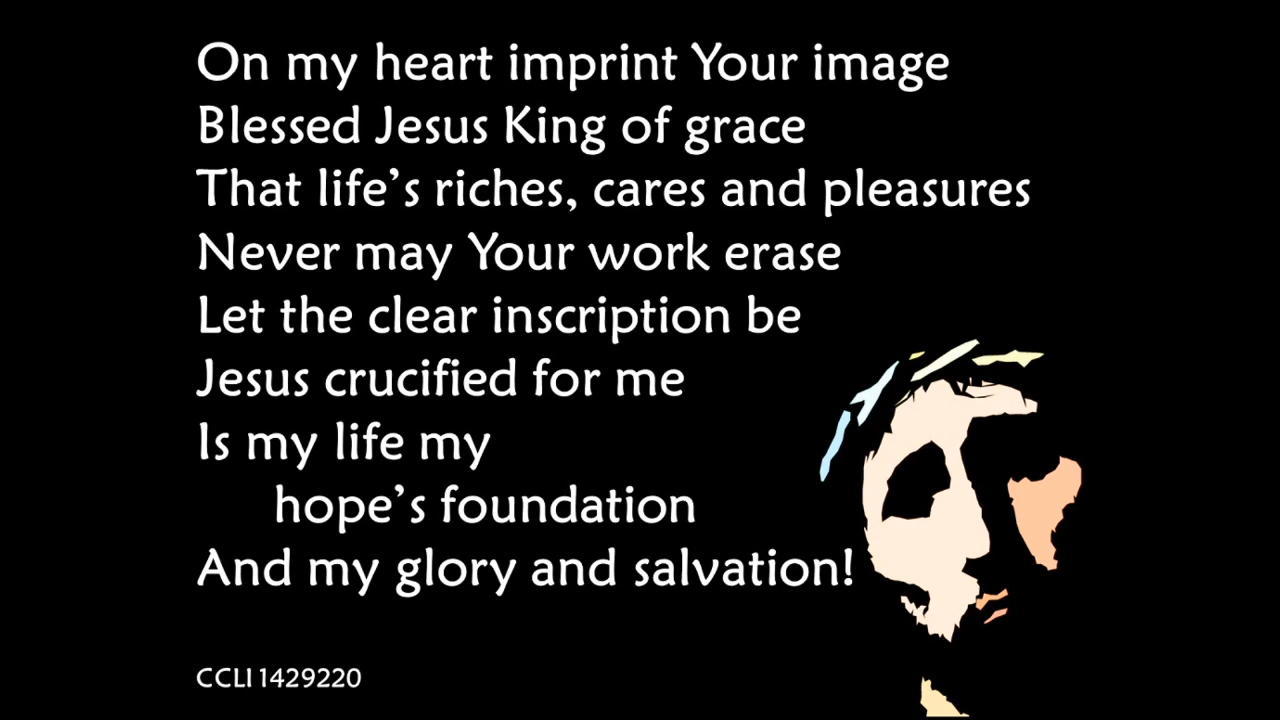 On my heart imprint Your image
Blessed Jesus King of grace
That life’s riches, cares and pleasures
Never may Your work erase
Let the clear inscription be
Jesus crucified for me
Is my life my
hope’s foundation
And my glory and salvation!
CCLI 1429220